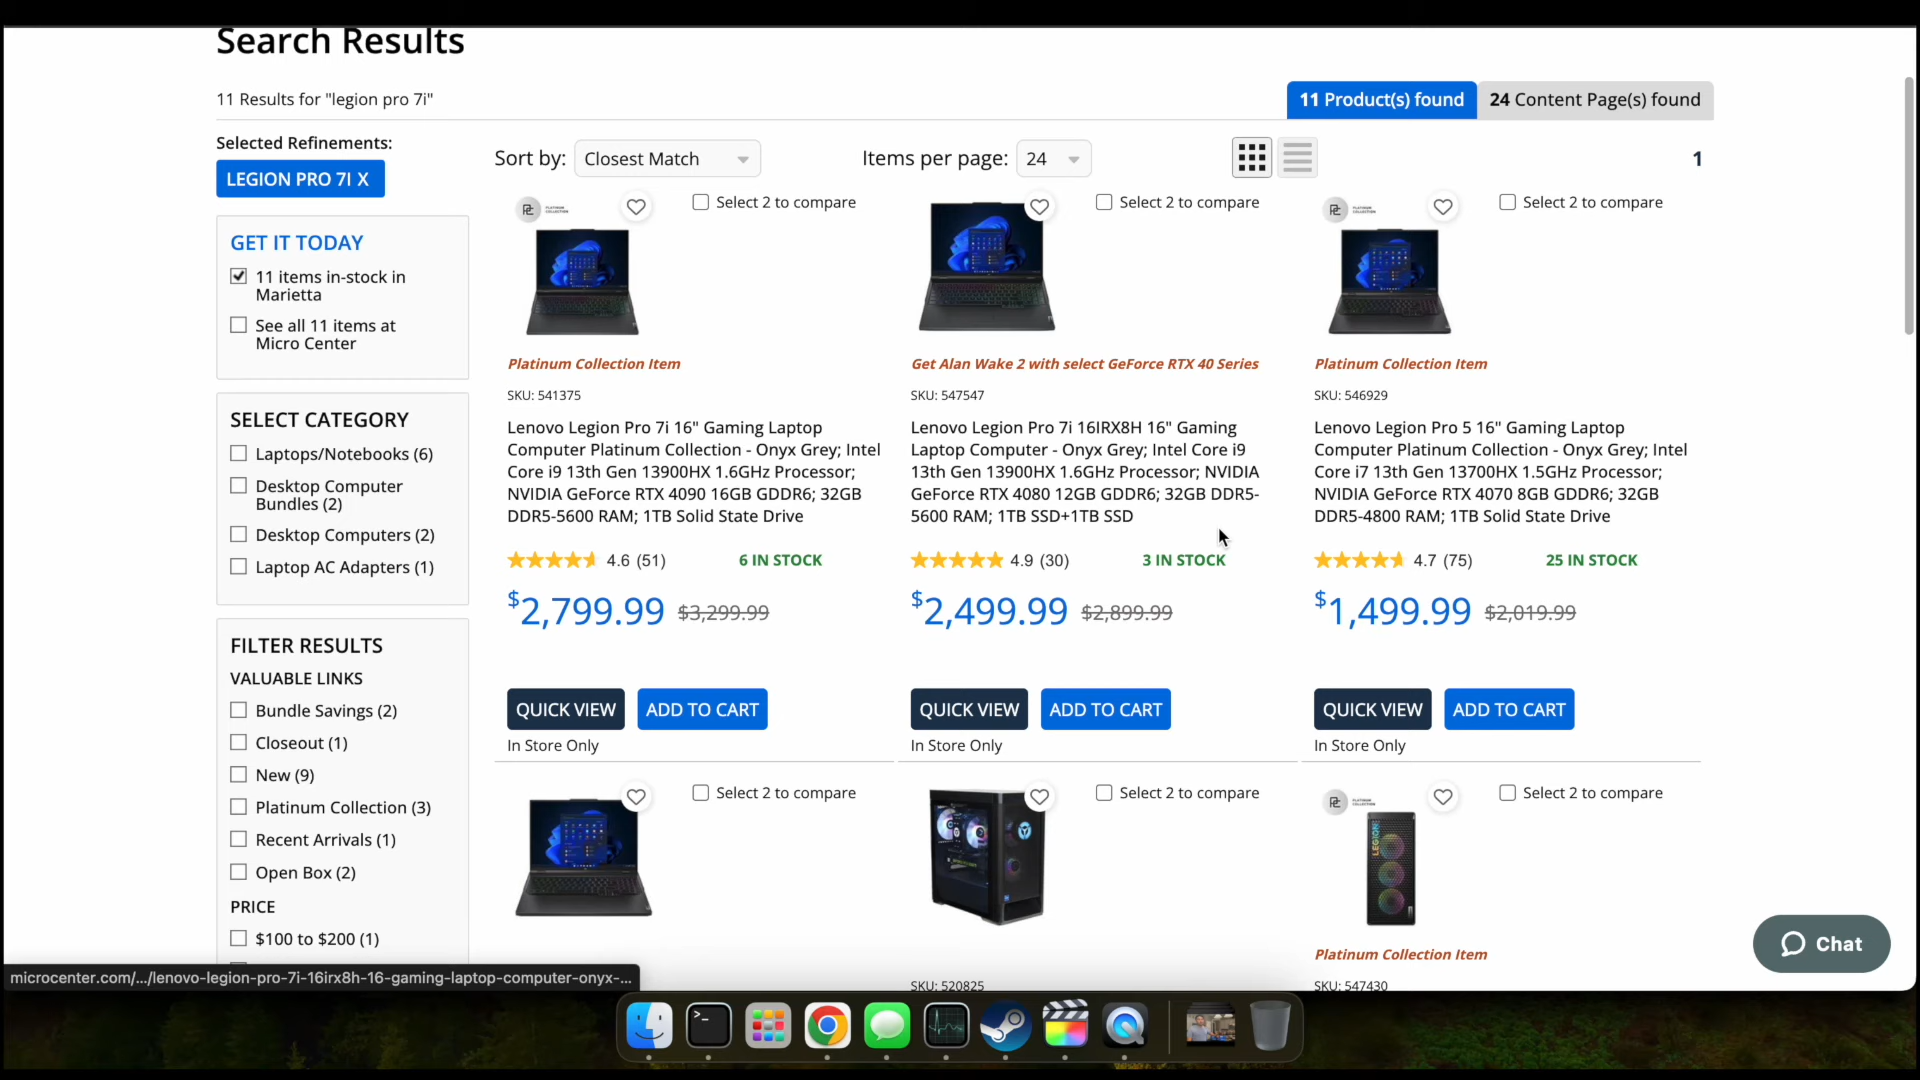 Search Results
11 Results for "legion pro 7i"
11 Product(s) found
24 Content Page(s) found
Selected Refinements:
LEGION PRO 7I X
Sort by:
Closest Match
Items per page:
24
1
GET IT TODAY
11 items in-stock in
Marietta
See all 11 items at
Micro Center
SELECT CATEGORY
Laptops/Notebooks (6)
Desktop Computer
Bundles (2)
Desktop Computers (2)
Laptop AC Adapters (1)
FILTER RESULTS
VALUABLE LINKS
Bundle Savings (2)
Closeout (1)
New (9)
Platinum Collection (3)
Recent Arrivals (1)
Open Box (2)
PRICE
$100 to $200 (1)
Select 2 to compare
Platinum Collection Item
SKU: 541375
Lenovo Legion Pro 7i 16" Gaming Laptop
Computer Platinum Collection - Onyx Grey; Intel
Core i9 13th Gen 13900HX 1.6GHz Processor;
NVIDIA GeForce RTX 4090 16GB GDDR6; 32GB
DDR5-5600 RAM; 1TB Solid State Drive
4.6 (51)
6 IN STOCK
$2,799.99 $3,299.99
QUICK VIEW
ADD TO CART
In Store Only
Select 2 to compare
Get Alan Wake 2 with select GeForce RTX 40 Series
SKU: 547547
Lenovo Legion Pro 7i 16IRX8H 16" Gaming
Laptop Computer - Onyx Grey; Intel Core i9
13th Gen 13900HX 1.6GHz Processor; NVIDIA
GeForce RTX 4080 12GB GDDR6; 32GB DDR5-
5600 RAM; 1TB SSD+1TB SSD
4.9 (30)
3 IN STOCK
$2,499.99 $2,899.99
QUICK VIEW
ADD TO CART
In Store Only
Select 2 to compare
Platinum Collection Item
SKU: 546929
Lenovo Legion Pro 5 16" Gaming Laptop
Computer Platinum Collection - Onyx Grey; Intel
Core i7 13th Gen 13700HX 1.5GHz Processor;
NVIDIA GeForce RTX 4070 8GB GDDR6; 32GB
DDR5-4800 RAM; 1TB Solid State Drive
4.7 (75)
25 IN STOCK
$1,499.99 $2,019.99
QUICK VIEW
ADD TO CART
In Store Only
Select 2 to compare
Select 2 to compare
SKU: 520825
Select 2 to compare
LEGION
Platinum Collection Item
SKU: 547430
Chat
microcenter.com/.../lenovo-legion-pro-7i-16irx8h-16-gaming-laptop-computer-onyx-...